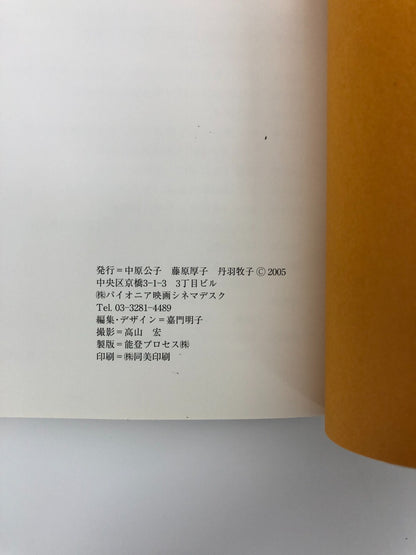 発行＝中原公子　藤原厚子　丹羽牧子 © 2005
中央区京橋3-1-3　3丁目ビル
㈱パイオニア映画シネマデスク
Tel. 03-3281-4489
編集・デザイン＝嘉門明子
撮影＝高山　宏
製版＝能登プロセス㈱
印刷＝㈱同美印刷